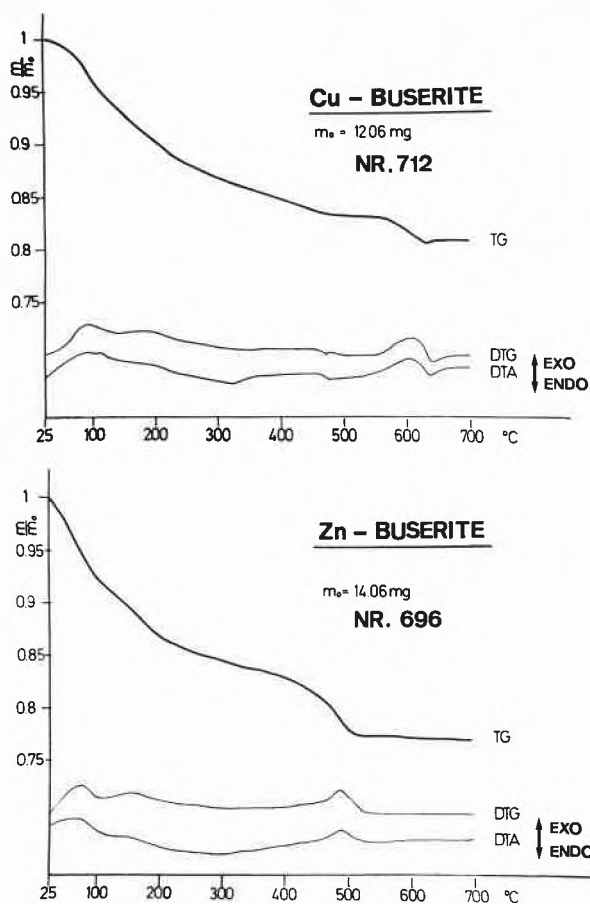 1
m/m₀
0.95
0.9
0.85
0.8
0.75
Cu – BUSERITE
m₀ = 12.06 mg
NR. 712
TG
DTG
DTA
EXO
ENDO
25 100 200 300 400 500 600 700 °C
1
m/m₀
0.95
0.9
0.85
0.8
0.75
Zn – BUSERITE
m₀ = 14.06 mg
NR. 696
TG
DTG
DTA
EXO
ENDO
25 100 200 300 400 500 600 700 °C